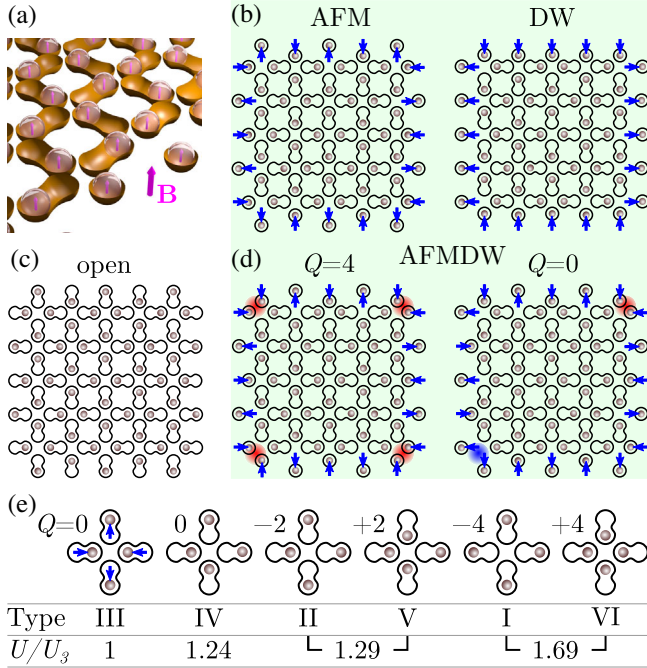 (a)
B
(b) AFM DW
(c) open
(d) Q=4 AFMDW Q=0
(e)
Q=0 0 −2 +2 −4 +4
Type III IV II V I VI
U/U₃ 1 1.24 1.29 1.69